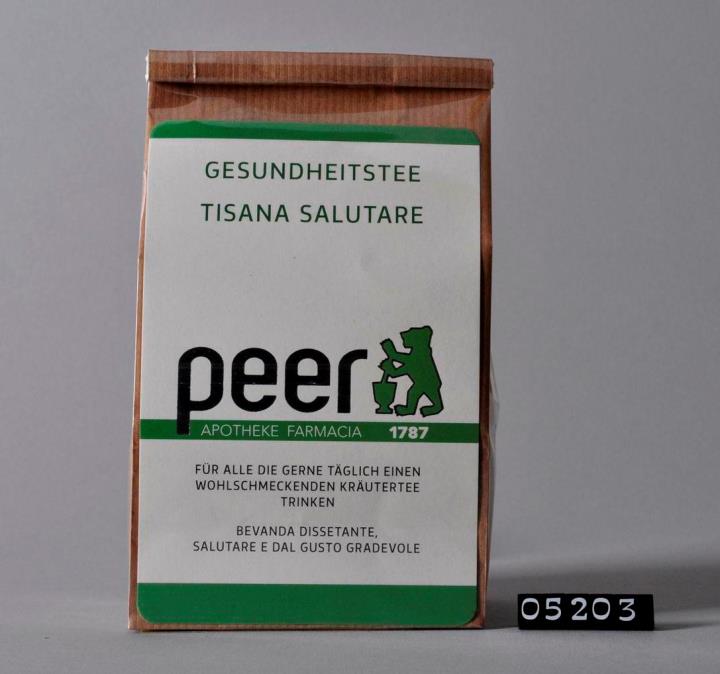 GESUNDHEITSTEE
TISANA SALUTARE
peer
APOTHEKE FARMACIA 1787
FÜR ALLE DIE GERNE TÄGLICH EINEN
WOHLSCHMECKENDEN KRÄUTERTEE
TRINKEN
BEVANDA DISSETANTE,
SALUTARE E DAL GUSTO GRADEVOLE
05203